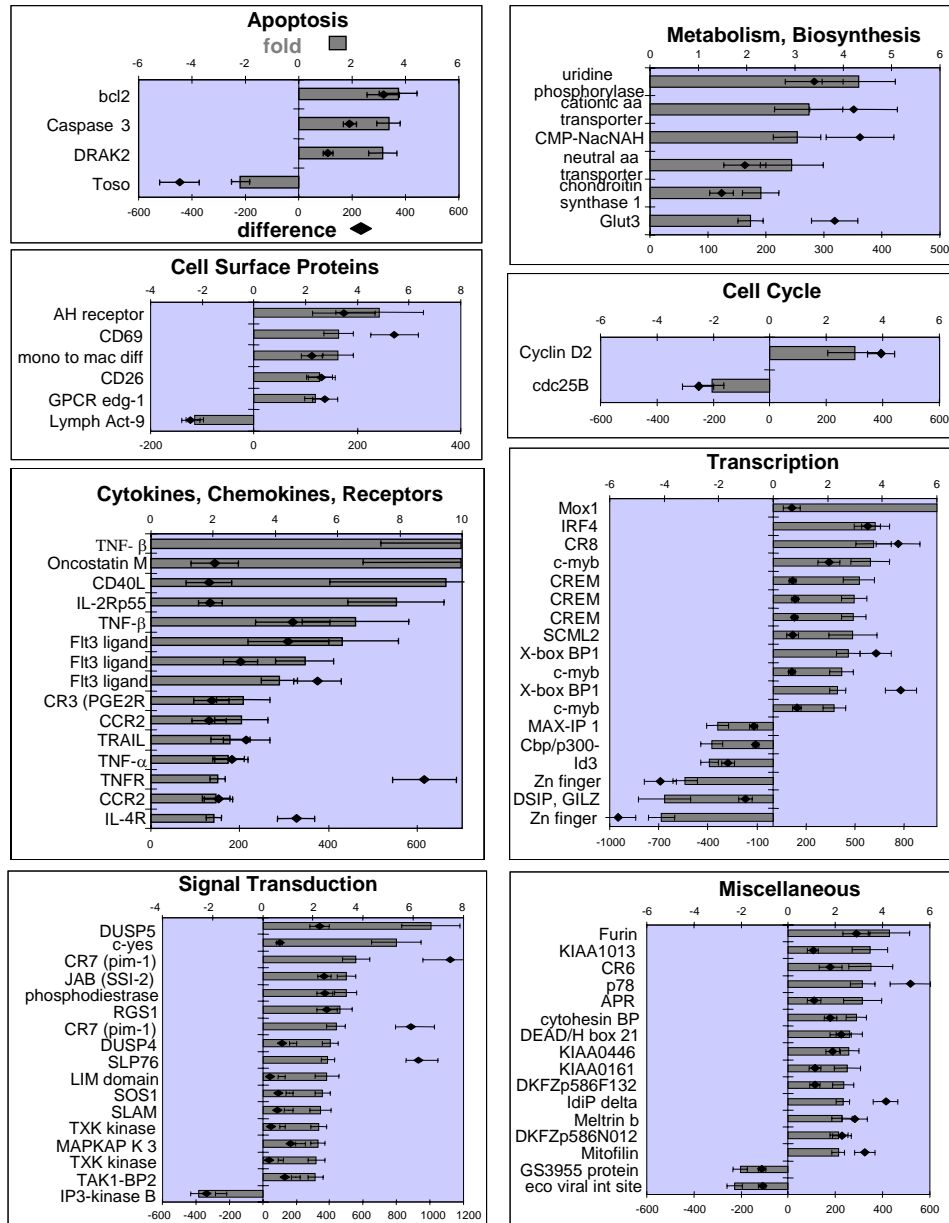 Apoptosis
fold
-6 -4 -2 0 2 4 6
bcl2
Caspase 3
DRAK2
Toso
-600 -400 -200 0 200 400 600
difference
Metabolism, Biosynthesis
0 1 2 3 4 5 6
uridine
phosphorylase
cationic aa
transporter
CMP-NacNAH
neutral aa
transporter
chondroitin
synthase 1
Glut3
0 100 200 300 400 500
Cell Surface Proteins
-4 -2 0 2 4 6 8
AH receptor
CD69
mono to mac diff
CD26
GPCR edg-1
Lymph Act-9
-200 0 200 400
Cell Cycle
-6 -4 -2 0 2 4 6
Cyclin D2
cdc25B
-600 -400 -200 0 200 400 600
Cytokines, Chemokines, Receptors
0 2 4 6 8 10
TNF- β
Oncostatin M
CD40L
IL-2Rp55
TNF-β
Flt3 ligand
Flt3 ligand
Flt3 ligand
CR3 (PGE2R
CCR2
TRAIL
TNF-α
TNFR
CCR2
IL-4R
0 200 400 600
Transcription
-6 -4 -2 0 2 4 6
Mox1
IRF4
CR8
c-myb
CREM
CREM
CREM
SCML2
X-box BP1
c-myb
X-box BP1
c-myb
MAX-IP 1
Cbp/p300-
Id3
Zn finger
DSIP, GILZ
Zn finger
-1000 -700 -400 -100 200 500 800
Signal Transduction
-4 -2 0 2 4 6 8
DUSP5
c-yes
CR7 (pim-1)
JAB (SSI-2)
phosphodiestrase
RGS1
CR7 (pim-1)
DUSP4
SLP76
LIM domain
SOS1
SLAM
TXK kinase
MAPKAP K 3
TXK kinase
TAK1-BP2
IP3-kinase B
-600 -400 -200 0 200 400 600 800 1000 1200
Miscellaneous
-6 -4 -2 0 2 4 6
Furin
KIAA1013
CR6
p78
APR
cytohesin BP
DEAD/H box 21
KIAA0446
KIAA0161
DKFZp586F132
IdiP delta
Meltrin b
DKFZp586N012
Mitofilin
GS3955 protein
eco viral int site
-600 -400 -200 0 200 400 600